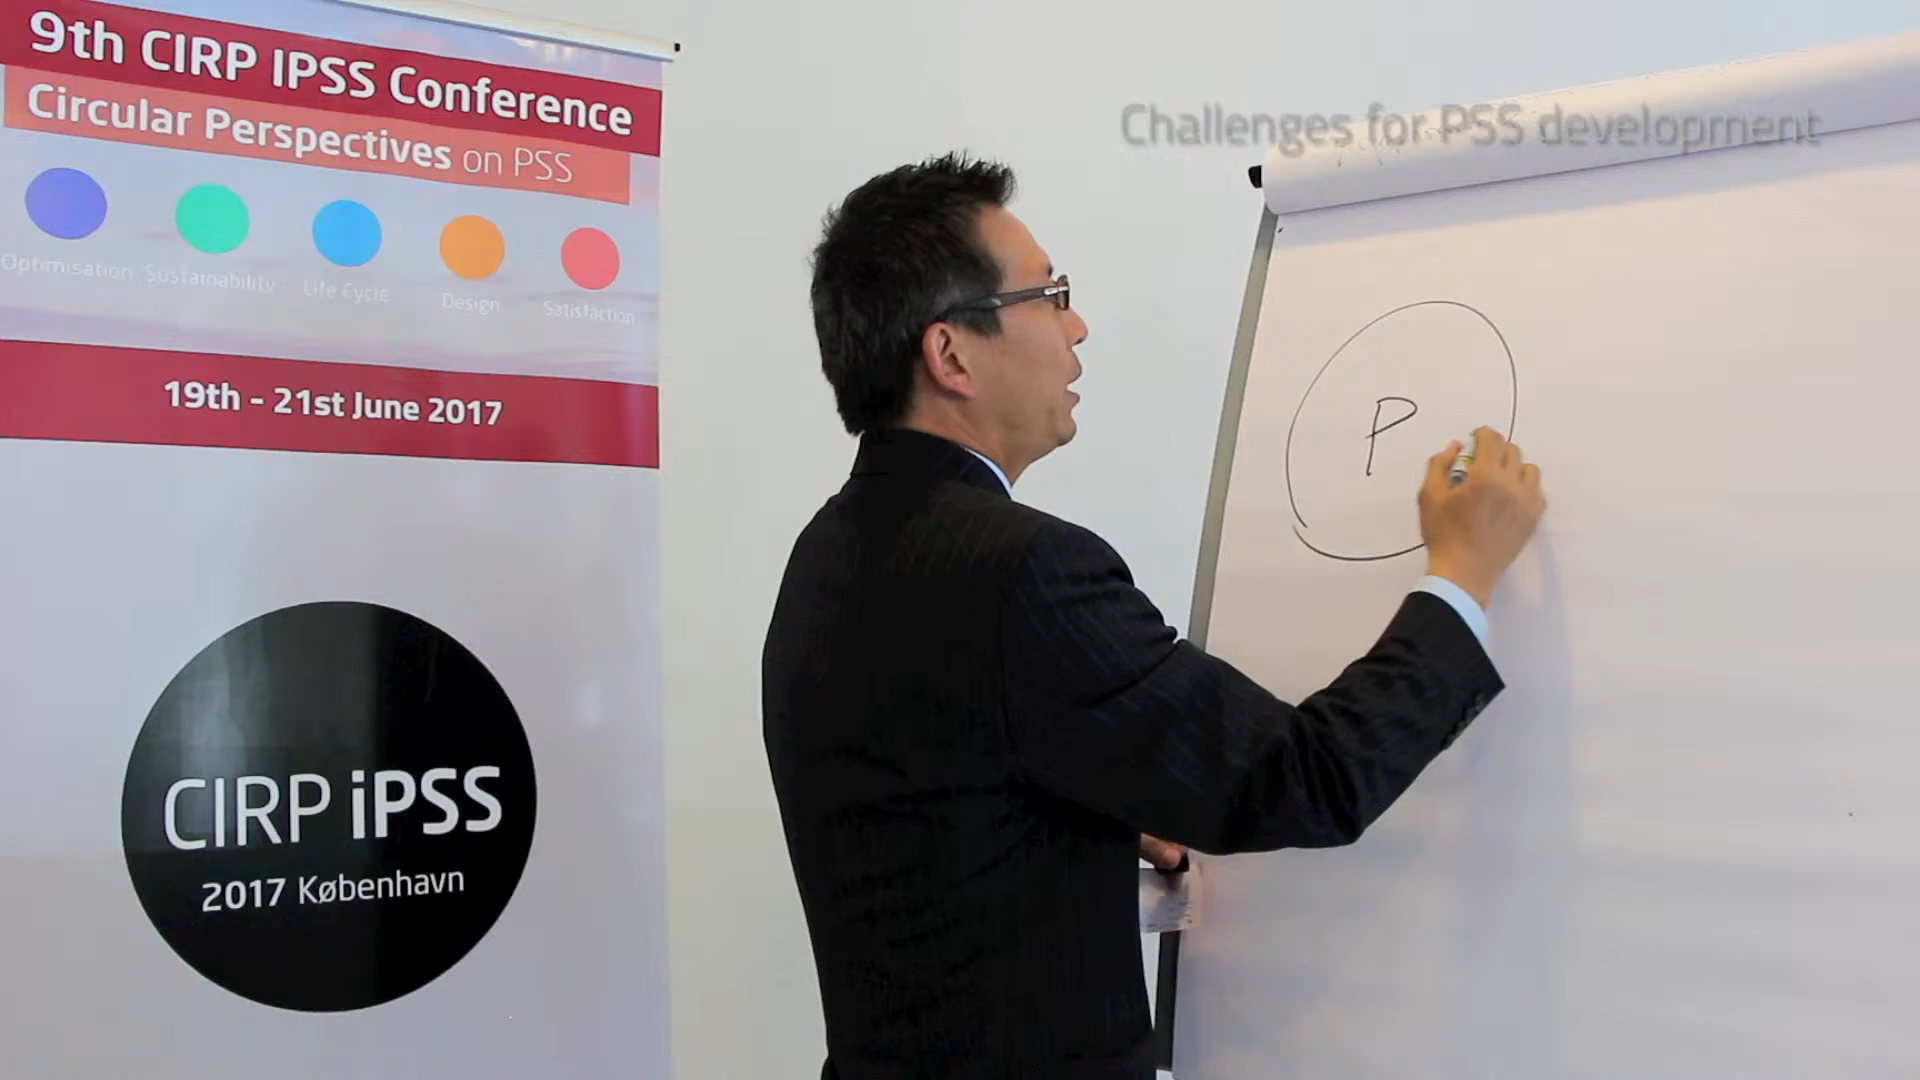 9th CIRP IPSS Conference
Circular Perspectives on PSS
Optimisation Sustainability Life Cycle Design Satisfaction
19th - 21st June 2017
CIRP iPSS
2017 København
Challenges for PSS development
P